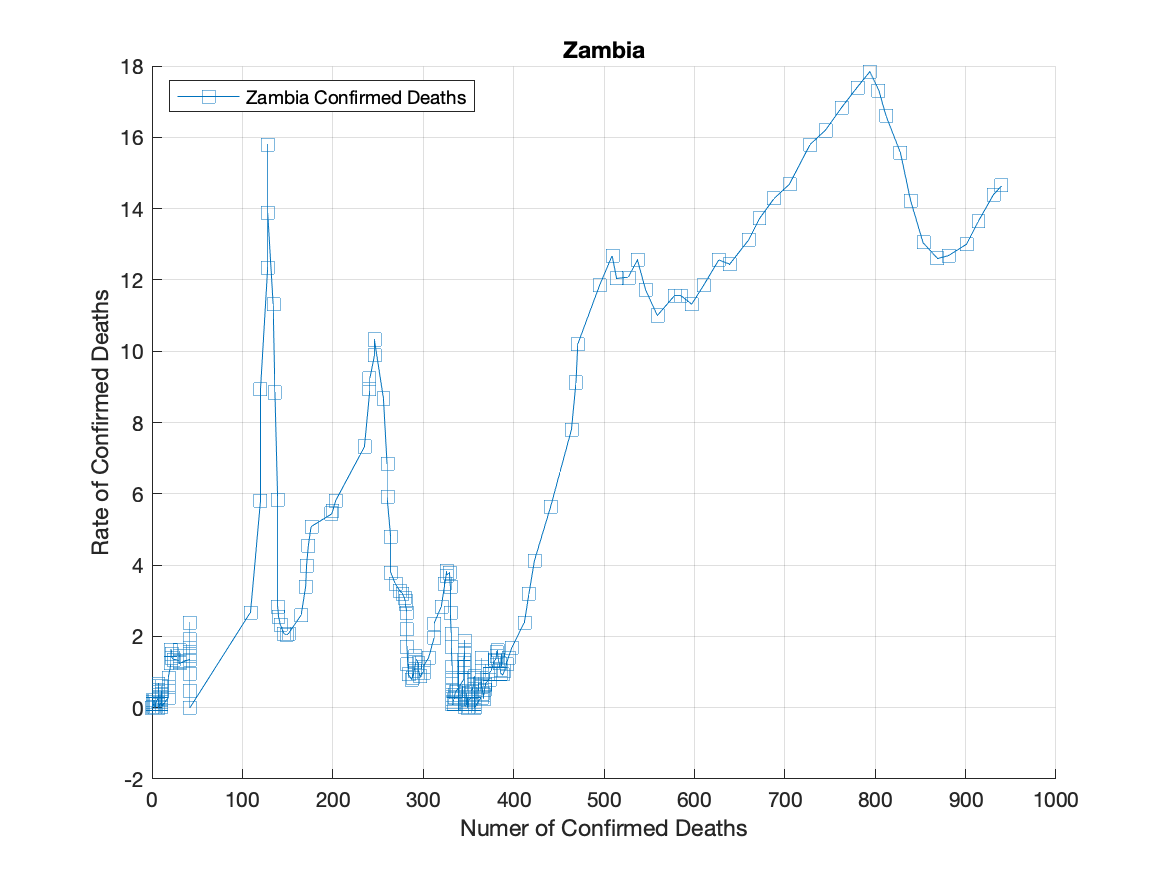 Zambia
Zambia Confirmed Deaths
18
16
14
12
10
8
6
4
2
0
-2
Rate of Confirmed Deaths
0 100 200 300 400 500 600 700 800 900 1000
Numer of Confirmed Deaths